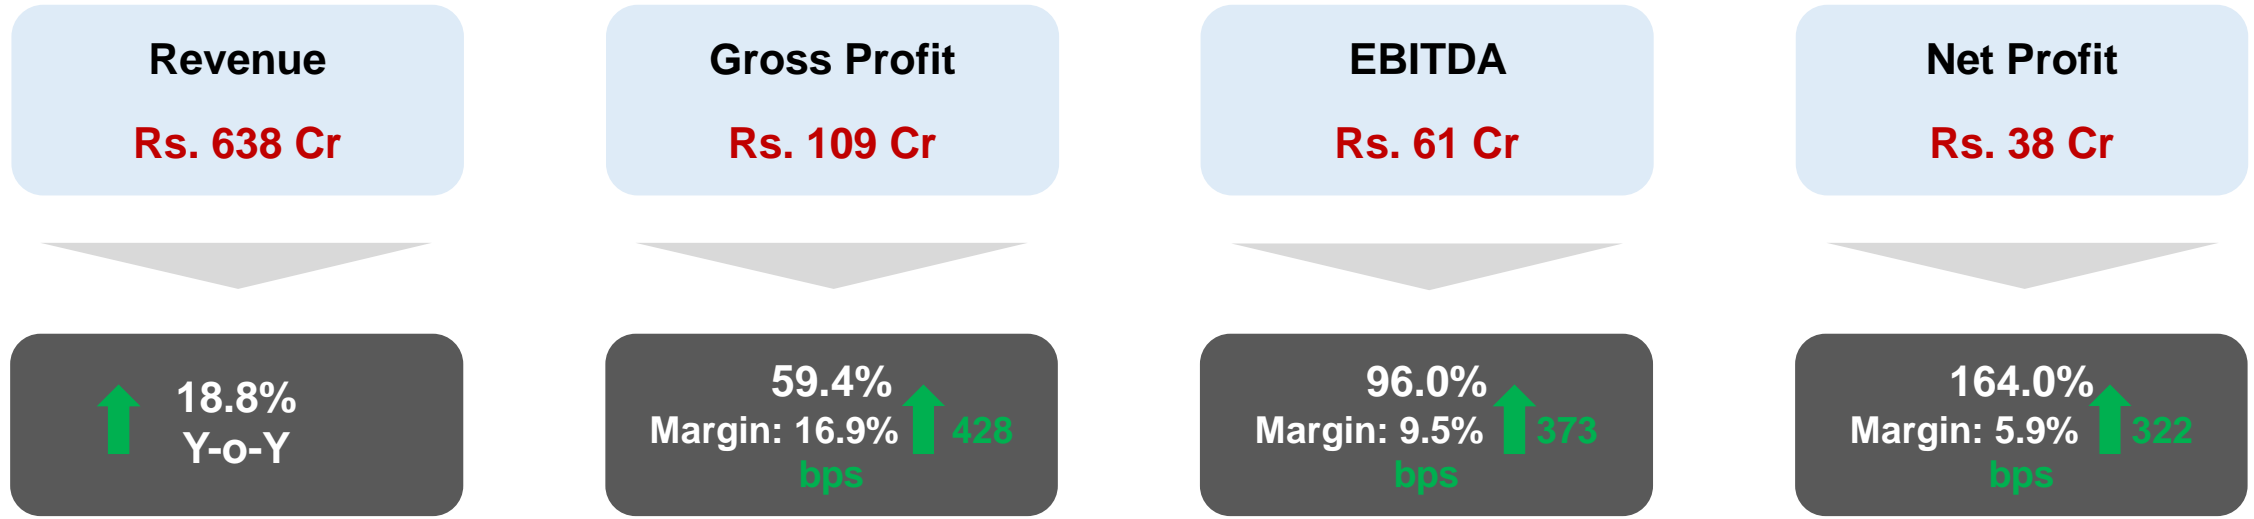 Revenue
Rs. 638 Cr
18.8%
Y-o-Y
Gross Profit
Rs. 109 Cr
59.4%
Margin: 16.9% 428
bps
EBITDA
Rs. 61 Cr
96.0%
Margin: 9.5% 373
bps
Net Profit
Rs. 38 Cr
164.0%
Margin: 5.9% 322
bps